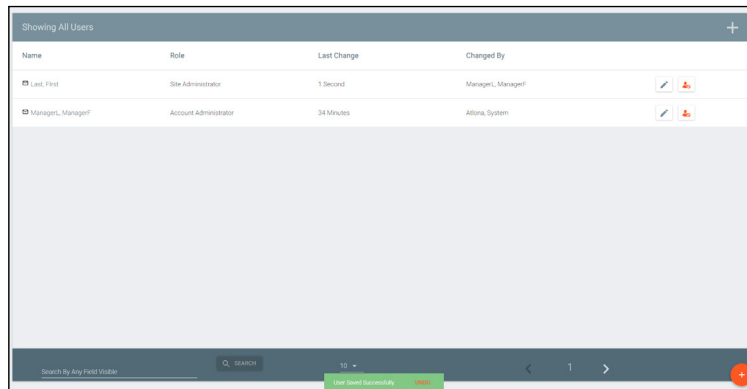 Showing All Users
Name Role Last Change Changed By
Last, First Site Administrator 1 Second ManagerL, ManagerF
ManagerL, ManagerF Account Administrator 34 Minutes Atlona, System
SEARCH
Search By Any Field Visible 10 1
User Saved Successfully